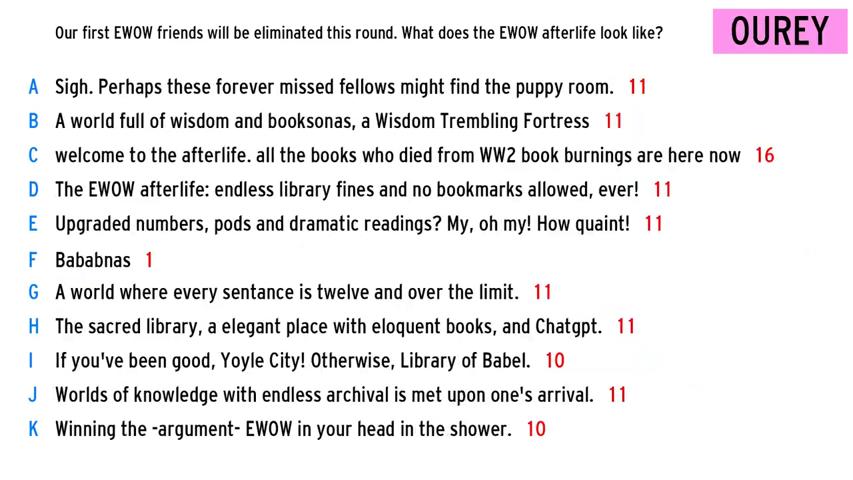 Our first EWOW friends will be eliminated this round. What does the EWOW afterlife look like?
OUREY
A Sigh. Perhaps these forever missed fellows might find the puppy room. 11
B A world full of wisdom and booksonas, a Wisdom Trembling Fortress 11
C welcome to the afterlife. all the books who died from WW2 book burnings are here now 16
D The EWOW afterlife: endless library fines and no bookmarks allowed, ever! 11
E Upgraded numbers, pods and dramatic readings? My, oh my! How quaint! 11
F Bababnas 1
G A world where every sentance is twelve and over the limit. 11
H The sacred library, a elegant place with eloquent books, and Chatgpt. 11
I If you've been good, Yoyle City! Otherwise, Library of Babel. 10
J Worlds of knowledge with endless archival is met upon one's arrival. 11
K Winning the -argument- EWOW in your head in the shower. 10